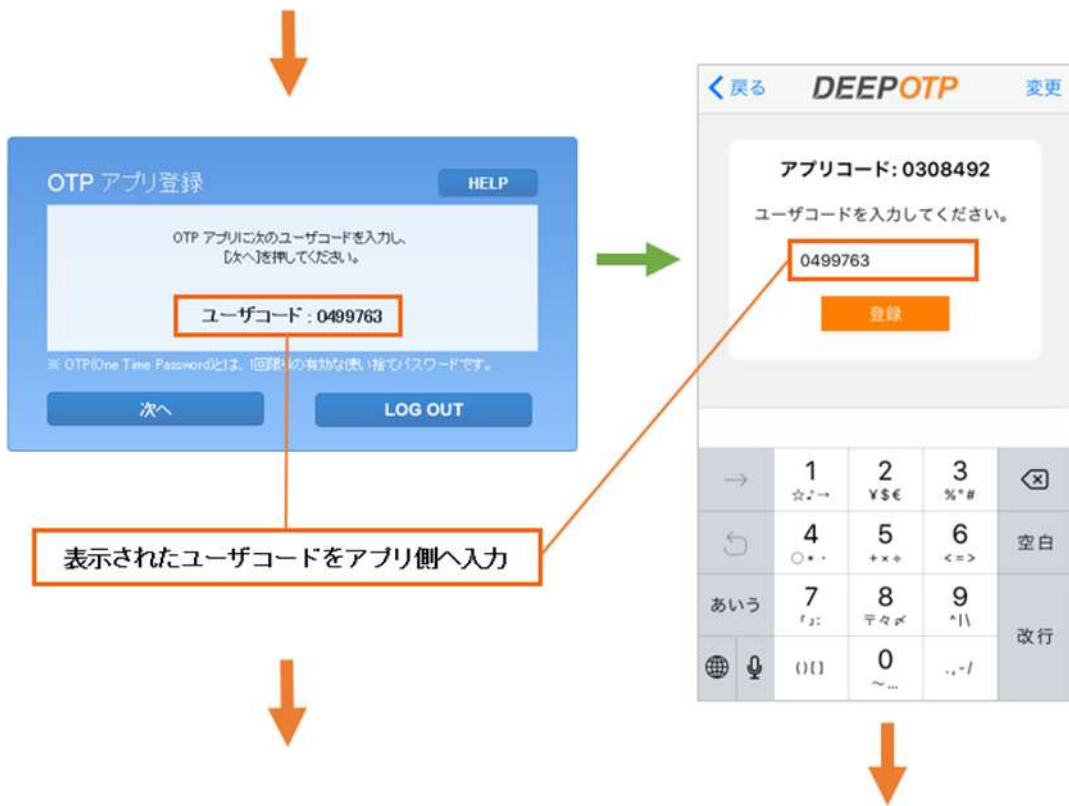 OTP アプリ登録
HELP
OTP アプリに次のユーザコードを入力し、
[次へ]を押してください。
ユーザコード : 0499763
※ OTP(One Time Password)とは、1回限りの有効な使い捨てパスワードです。
次へ
LOG OUT
表示されたユーザコードをアプリ側へ入力
戻る
DEEPOTP
変更
アプリコード: 0308492
ユーザコードを入力してください。
0499763
登録
→ 1 2 3
☆♪→ ¥$€ %°#
4 5 6 空白
○*・ +×÷ <=>
あいう 7 8 9
「」: 〒々〆 ^|\
改行
()[] 0 .,-/
～…